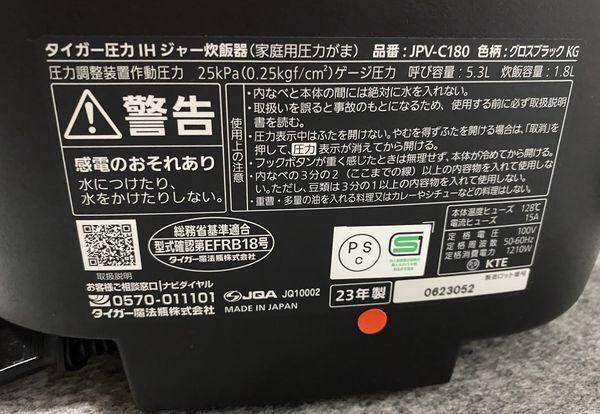 タイガー圧力IHジャー炊飯器(家庭用圧力がま) 品番:JPV-C180 色柄:グロスブラックKG
圧力調整装置作動圧力 25kPa(0.25kgf/cm²)ゲージ圧力 呼び容量:5.3L 炊飯容量:1.8L
警告
感電のおそれあり
水につけたり、
水をかけたりしない。
使用上の注意
・内なべと本体の間には絶対に水を入れない。
・取扱いを誤ると事故のもとになるため、使用する前に必ず取扱説明
書を読む。
・圧力表示中はふたを開けない。やむを得ずふたを開ける場合は、「取消」を
押して、圧力 表示が消えてから開ける。
・フックボタンが重く感じたときは無理せず、本体が冷めてから開ける。
・内なべの3分の2(ここまでの線)以上の内容物を入れて使用しな
い。ただし、豆類は3分の1以上の内容物を入れて使用しない。
・重曹・多量の油を入れる料理又はカレーやシチューなどの料理はしない。
総務省基準適合
型式確認第EFRB18号
タイガー魔法瓶株式会社
取扱説明
お客様ご相談窓口|ナビダイヤル
0570-011101
タイガー魔法瓶株式会社
PS
C
S
JQA JQ10002
MADE IN JAPAN
23年製
本体温度ヒューズ 128℃
電流ヒューズ 15A
定格電圧 100V
定格周波数 50-60Hz
定格消費電力 1210W
KTE
製造ロット番号
0623052